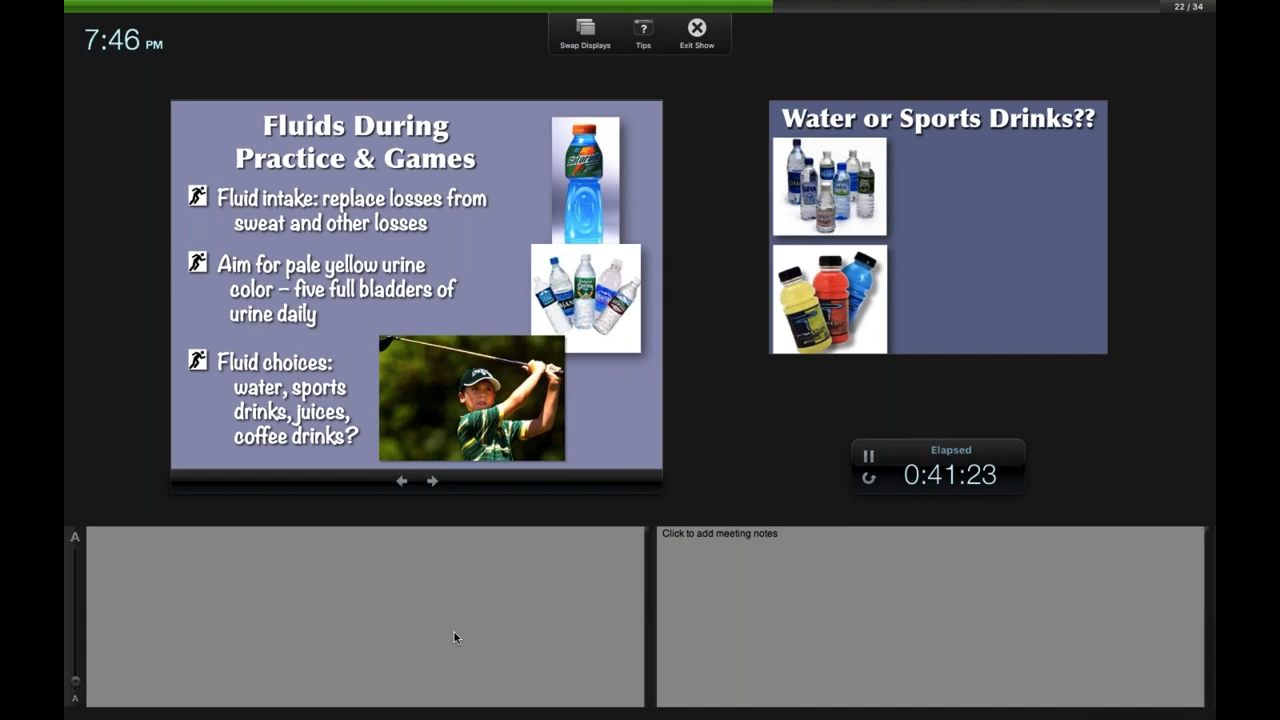 22 / 34
7:46 PM
Swap Displays
Tips
Exit Show
Fluids During
Practice & Games
Fluid intake: replace losses from
sweat and other losses
Aim for pale yellow urine
color – five full bladders of
urine daily
Fluid choices:
water, sports
drinks, juices,
coffee drinks?
Water or Sports Drinks??
Elapsed
0:41:23
A
A
Click to add meeting notes